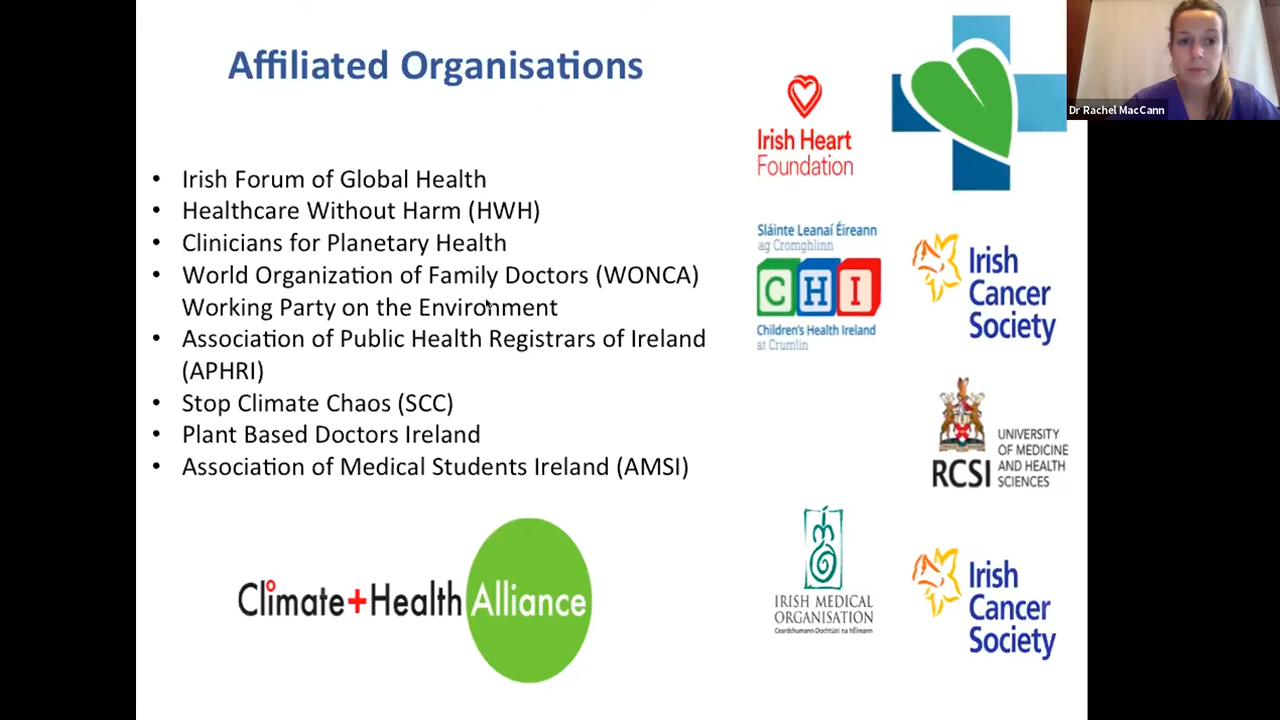 Affiliated Organisations
• Irish Forum of Global Health
• Healthcare Without Harm (HWH)
• Clinicians for Planetary Health
• World Organization of Family Doctors (WONCA)
Working Party on the Environment
• Association of Public Health Registrars of Ireland
(APHRI)
• Stop Climate Chaos (SCC)
• Plant Based Doctors Ireland
• Association of Medical Students Ireland (AMSI)
Climate+Health Alliance
Irish Heart
Foundation
Dr Rachel MacCann
Sláinte Leanaí Éireann
ag Cromghlinn
CHI
Children's Health Ireland
at Crumlin
Irish
Cancer
Society
RCSI
UNIVERSITY
OF MEDICINE
AND HEALTH
SCIENCES
IRISH MEDICAL
ORGANISATION
Ceardchumann Dochtúirí na hÉireann
Irish
Cancer
Society